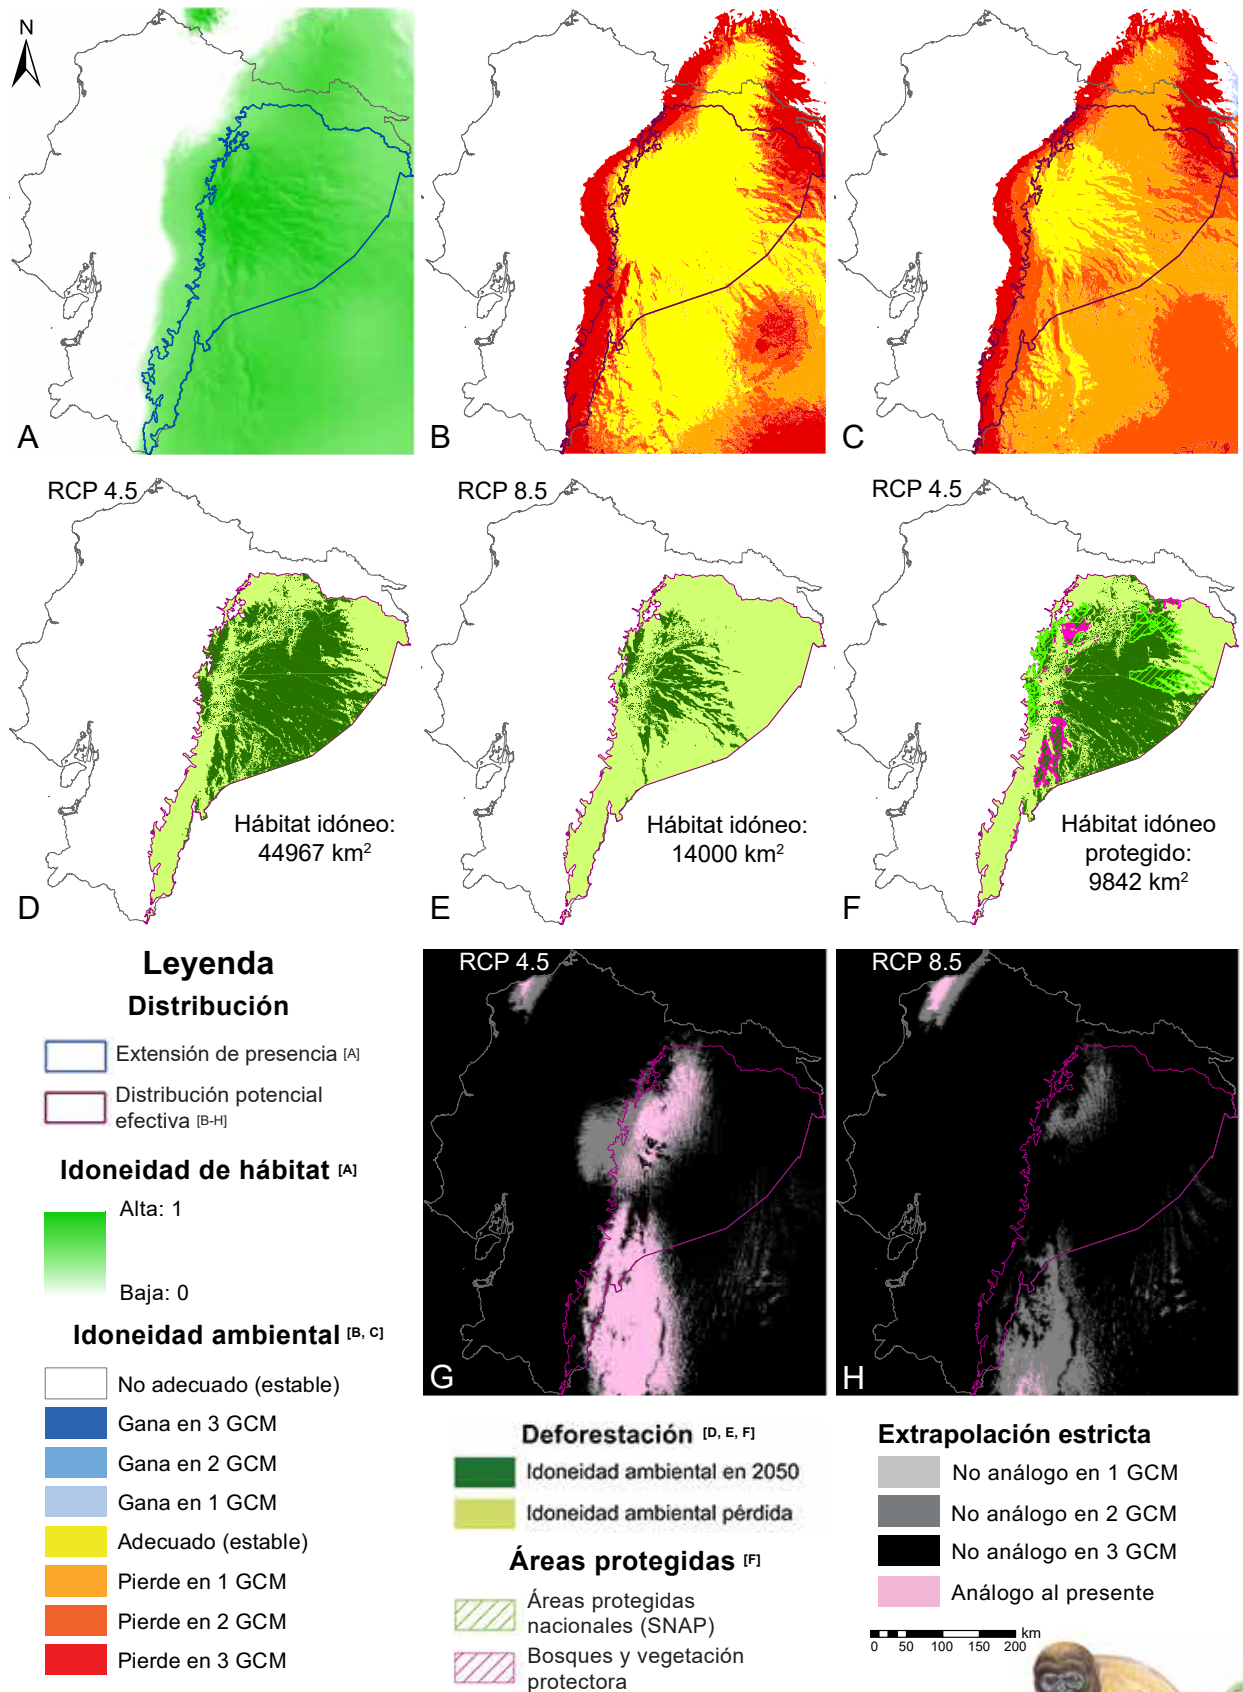 N
A
B
C
RCP 4.5
RCP 8.5
RCP 4.5
Hábitat idóneo:
44967 km²
Hábitat idóneo:
14000 km²
Hábitat idóneo
protegido:
9842 km²
D
E
F
Leyenda
Distribución
Extensión de presencia [A]
Distribución potencial
efectiva [B-H]
Idoneidad de hábitat [A]
Alta: 1
Baja: 0
Idoneidad ambiental [B, C]
No adecuado (estable)
Gana en 3 GCM
Gana en 2 GCM
Gana en 1 GCM
Adecuado (estable)
Pierde en 1 GCM
Pierde en 2 GCM
Pierde en 3 GCM
RCP 4.5
RCP 8.5
G
H
Deforestación [D, E, F]
Idoneidad ambiental en 2050
Idoneidad ambiental pérdida
Áreas protegidas [F]
Áreas protegidas
nacionales (SNAP)
Bosques y vegetación
protectora
Extrapolación estricta
No análogo en 1 GCM
No análogo en 2 GCM
No análogo en 3 GCM
Análogo al presente
km
0 50 100 150 200